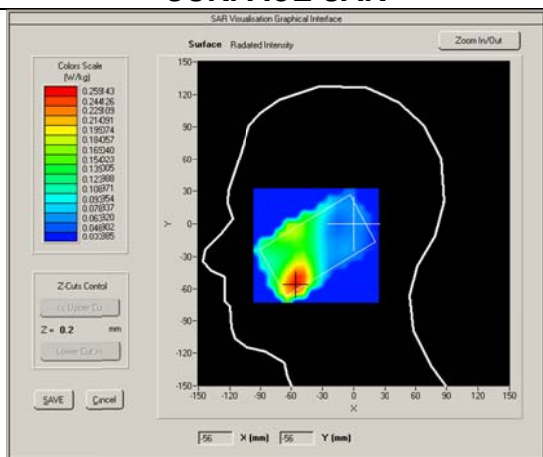 SURFACE SAR
SAR Visualisation Graphical Interface
Surface Radiated Intensity
Zoom In/Out
Colors Scale
(W/kg)
0.259143
0.244126
0.229109
0.214091
0.199074
0.184057
0.169040
0.154023
0.139005
0.123988
0.108971
0.093954
0.078937
0.063920
0.048902
0.033885
Z-Cuts Control
<< Upper Cut
Z = 0.2 mm
Lower Cut >>
SAVE Cancel
150
120
90
60
30
0
-30
-60
-90
-120
-150
Y
-150 -120 -90 -60 -30 0 30 60 90 120 150
X
-56 X (mm) -56 Y (mm)